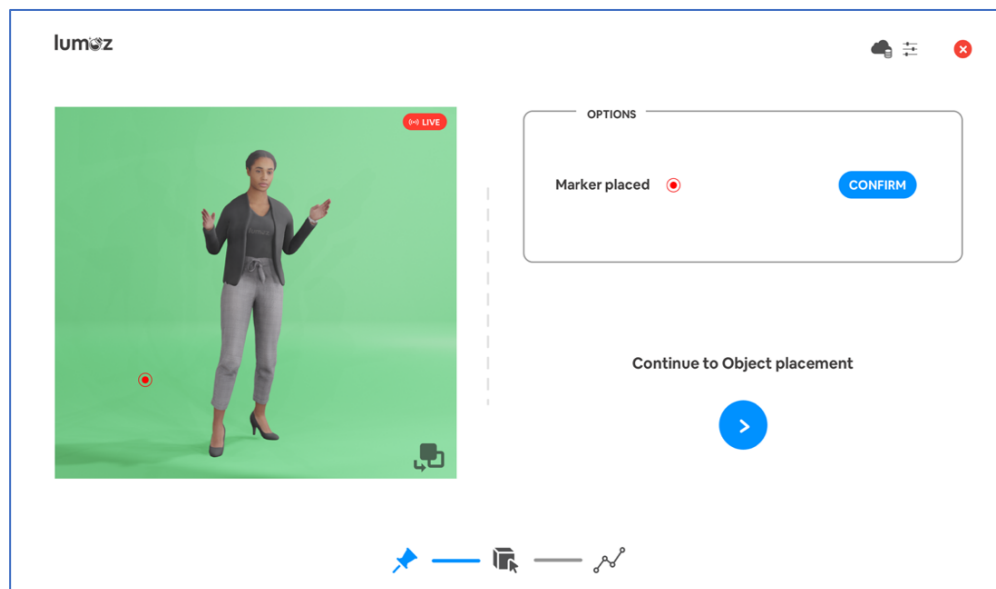 lumoz
LIVE
OPTIONS
Marker placed
CONFIRM
Continue to Object placement